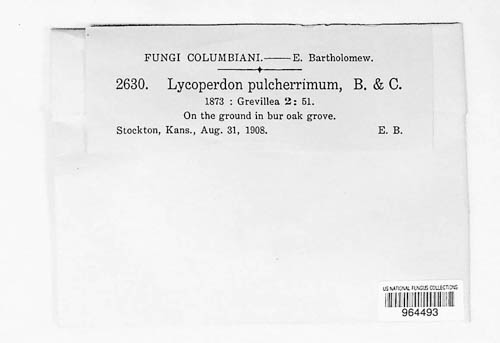 FUNGI COLUMBIANI.—E. Bartholomew.
2630. Lycoperdon pulcherrimum, B. & C.
1873 : Grevillea 2: 51.
On the ground in bur oak grove.
Stockton, Kans., Aug. 31, 1908. E. B.
US NATIONAL FUNGUS COLLECTIONS
964493